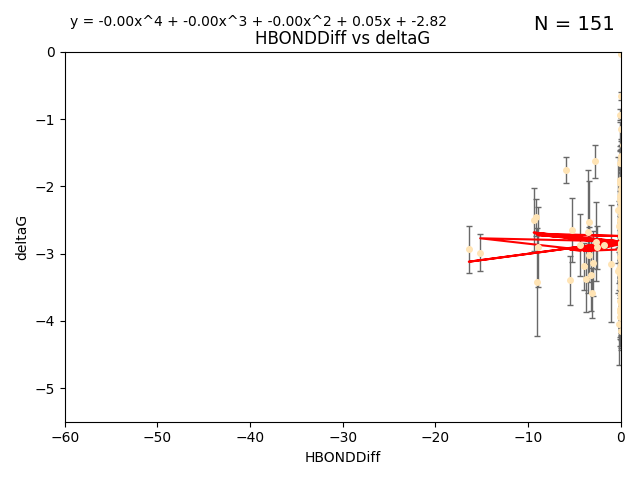 y = -0.00x^4 + -0.00x^3 + -0.00x^2 + 0.05x + -2.82
N = 151
HBONDDiff vs deltaG
0
−1
−2
−3
−4
−5
deltaG
−60 −50 −40 −30 −20 −10 0
HBONDDiff